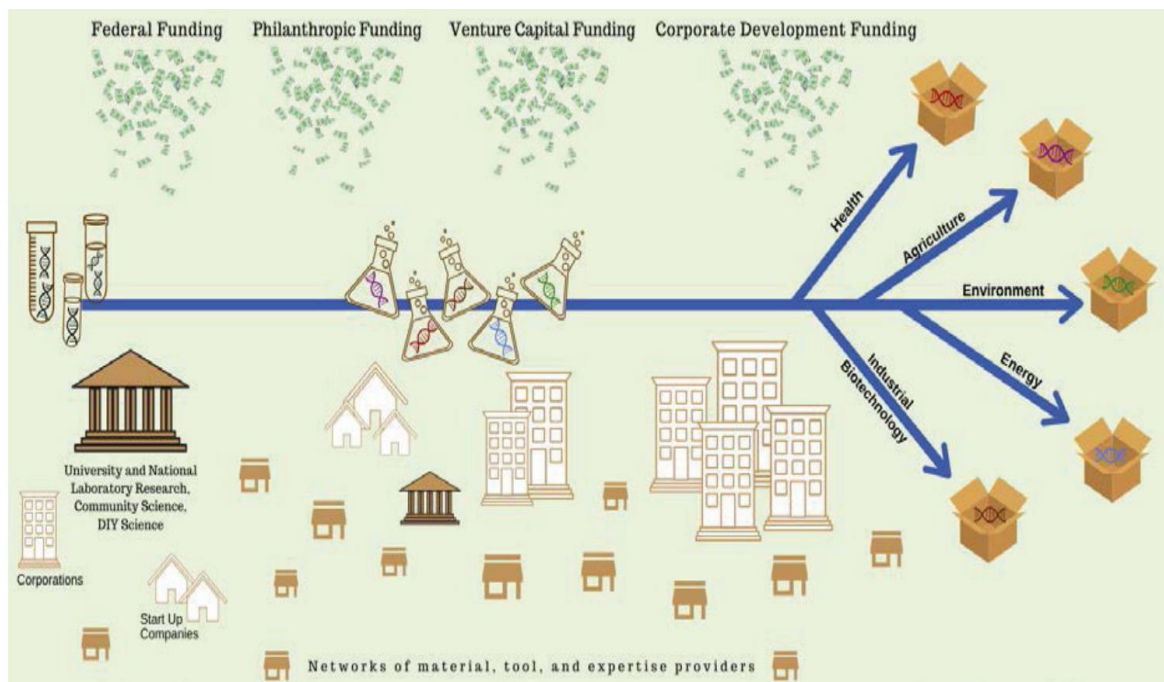 Federal Funding
Philanthropic Funding
Venture Capital Funding
Corporate Development Funding
Health
Agriculture
Environment
Energy
Industrial
Biotechnology
University and National
Laboratory Research,
Community Science,
DIY Science
Corporations
Start Up
Companies
Networks of material, tool, and expertise providers